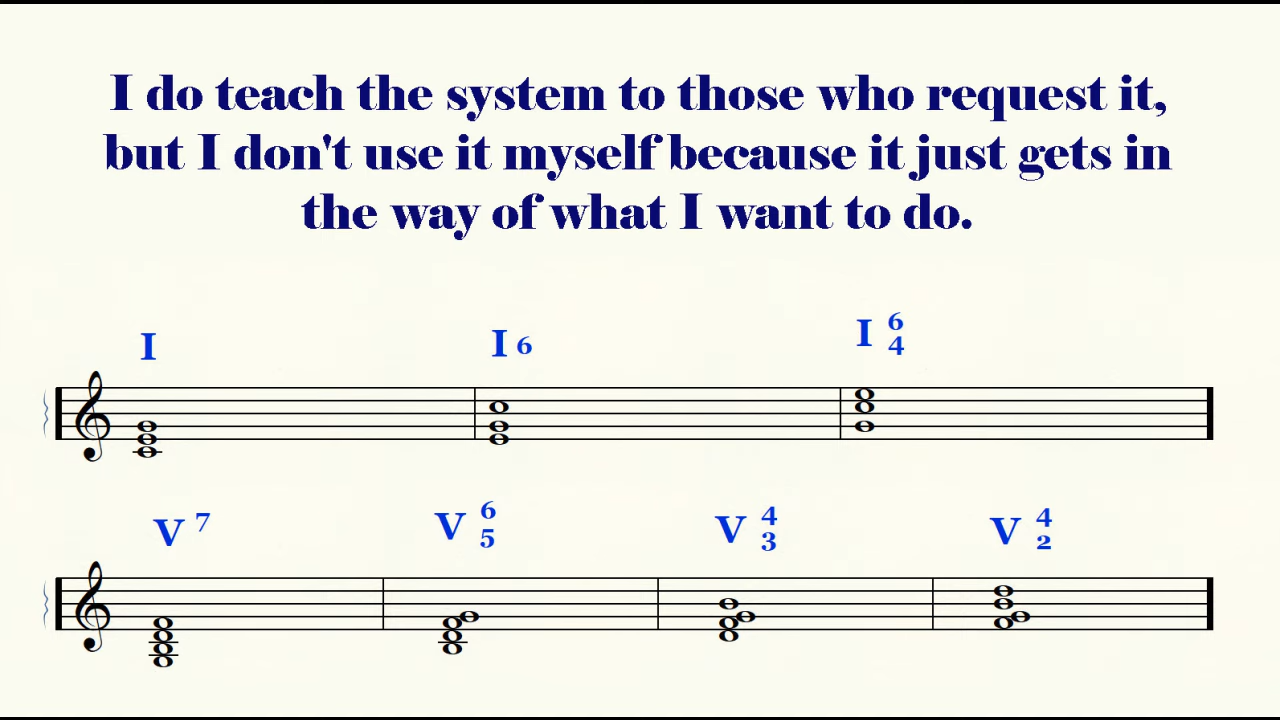 I do teach the system to those who request it,
but I don't use it myself because it just gets in
the way of what I want to do.
I I 6 I 6 4
V 7 V 6 5 V 4 3 V 4 2